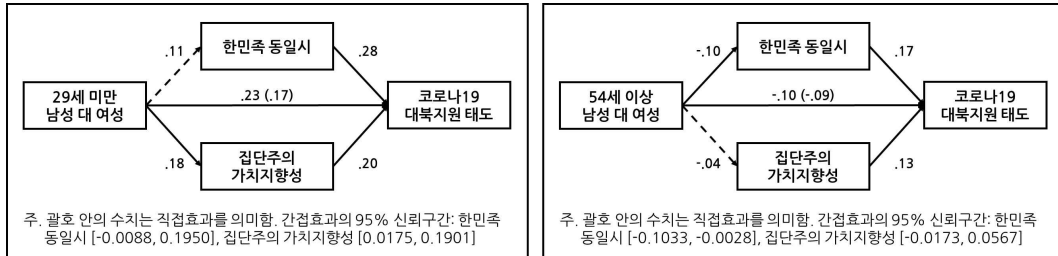 한민족 동일시
.11
.28
29세 미만
남성 대 여성
.23 (.17)
코로나19
대북지원 태도
.18
집단주의
가치지향성
.20
주. 괄호 안의 수치는 직접효과를 의미함. 간접효과의 95% 신뢰구간: 한민족
동일시 [-0.0088, 0.1950], 집단주의 가치지향성 [0.0175, 0.1901]
한민족 동일시
-.10
.17
54세 이상
남성 대 여성
-.10 (-.09)
코로나19
대북지원 태도
-.04
집단주의
가치지향성
.13
주. 괄호 안의 수치는 직접효과를 의미함. 간접효과의 95% 신뢰구간: 한민족
동일시 [-0.1033, -0.0028], 집단주의 가치지향성 [-0.0173, 0.0567]